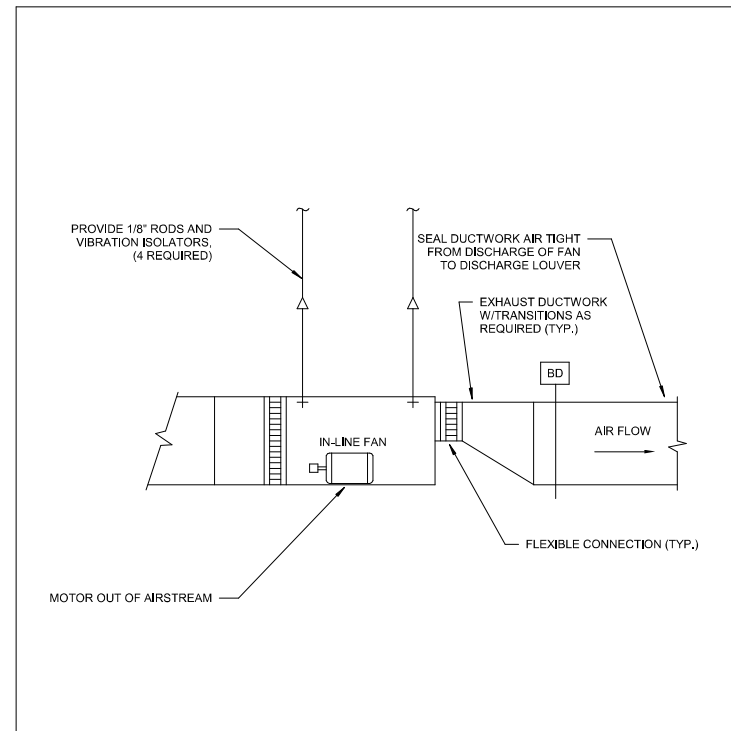 PROVIDE 1/8" RODS AND
VIBRATION ISOLATORS,
(4 REQUIRED)
SEAL DUCTWORK AIR TIGHT
FROM DISCHARGE OF FAN
TO DISCHARGE LOUVER
EXHAUST DUCTWORK
W/TRANSITIONS AS
REQUIRED (TYP.)
BD
IN-LINE FAN
AIR FLOW
FLEXIBLE CONNECTION (TYP.)
MOTOR OUT OF AIRSTREAM